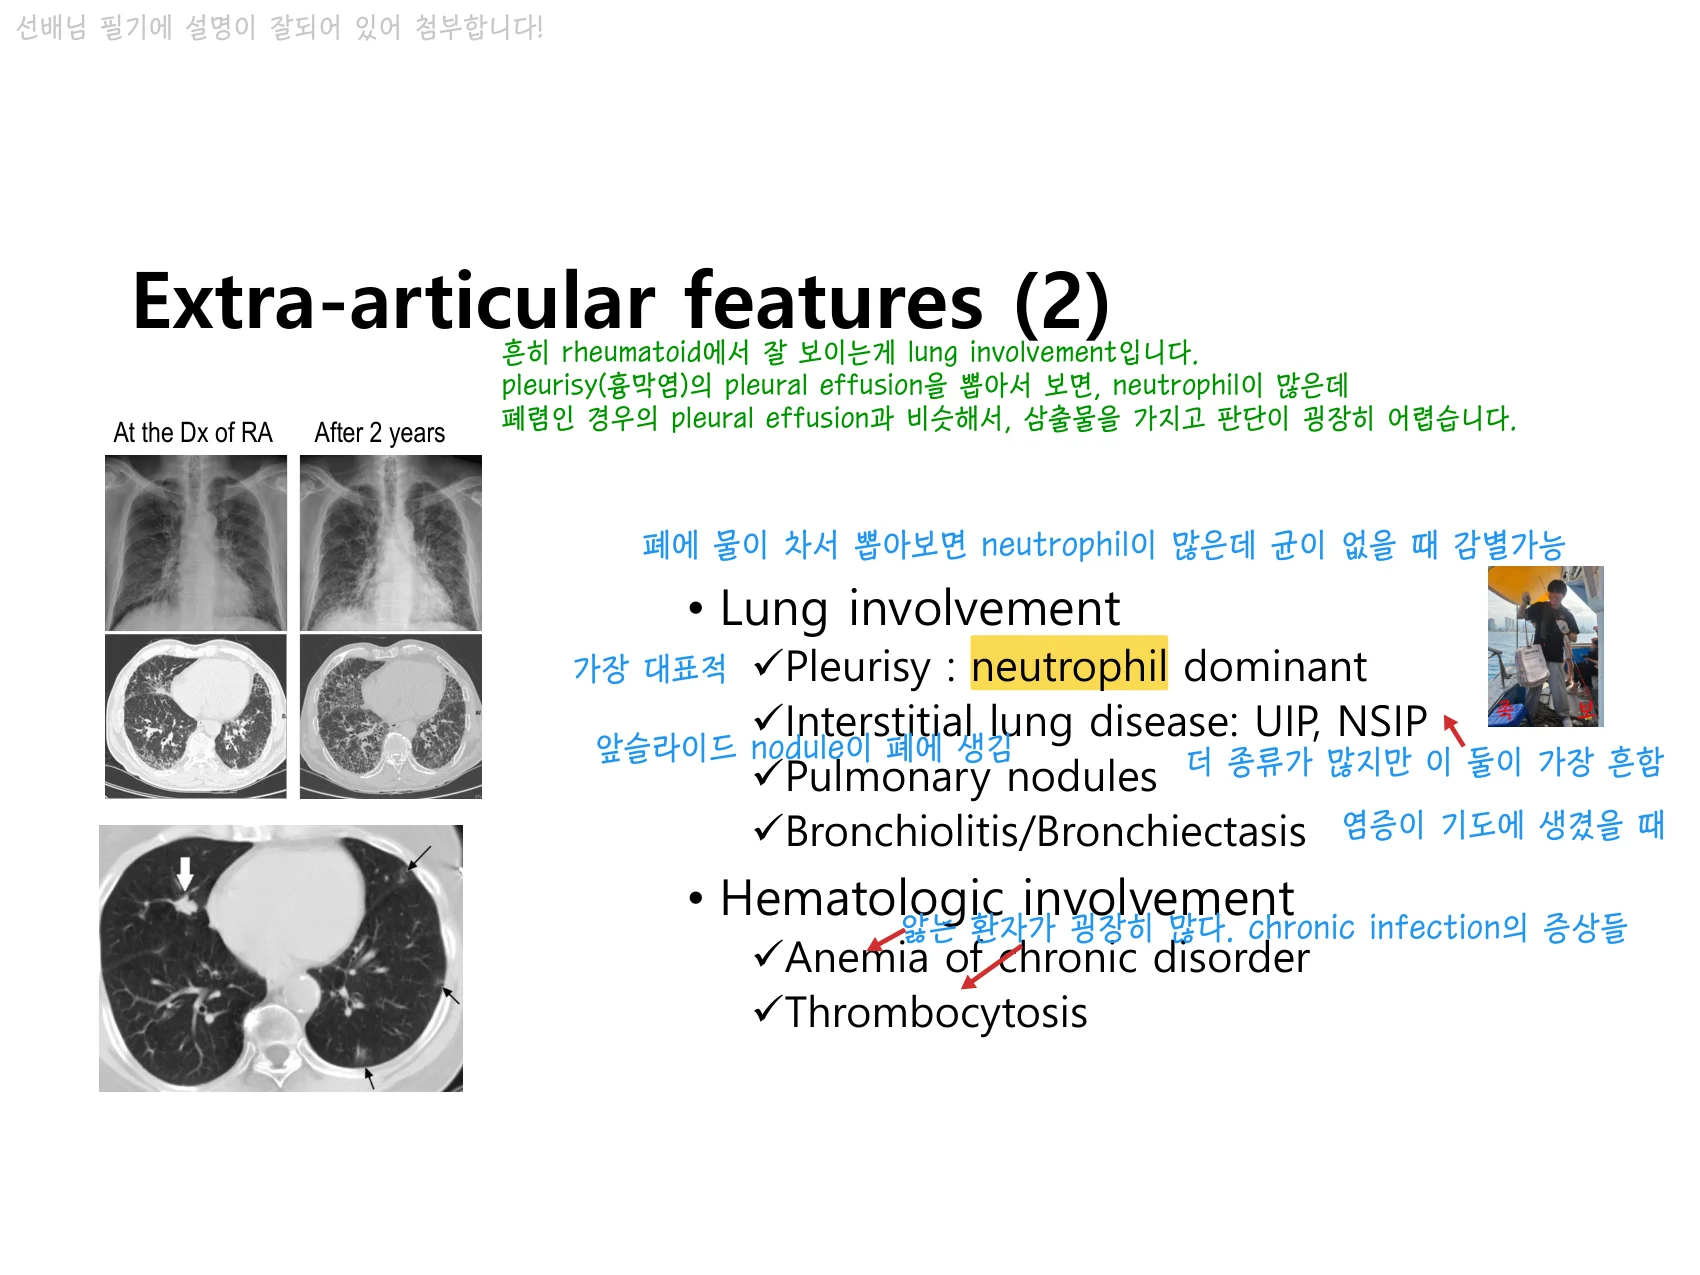 선배님 필기에 설명이 잘되어 있어 첨부합니다!
Extra-articular features (2)
흔히 rheumatoid에서 잘 보이는게 lung involvement입니다.
pleurisy(흉막염)의 pleural effusion을 뽑아서 보면, neutrophil이 많은데
폐렴인 경우의 pleural effusion과 비슷해서, 삼출물을 가지고 판단이 굉장히 어렵습니다.
At the Dx of RA
After 2 years
폐에 물이 차서 뽑아보면 neutrophil이 많은데 균이 없을 때 감별가능
• Lung involvement
가장 대표적
✓Pleurisy : neutrophil dominant
✓Interstitial lung disease: UIP, NSIP
족 보
앞슬라이드 nodule이 폐에 생김
더 종류가 많지만 이 둘이 가장 흔함
✓Pulmonary nodules
✓Bronchiolitis/Bronchiectasis
염증이 기도에 생겼을 때
• Hematologic involvement
앓는 환자가 굉장히 많다. chronic infection의 증상들
✓Anemia of chronic disorder
✓Thrombocytosis